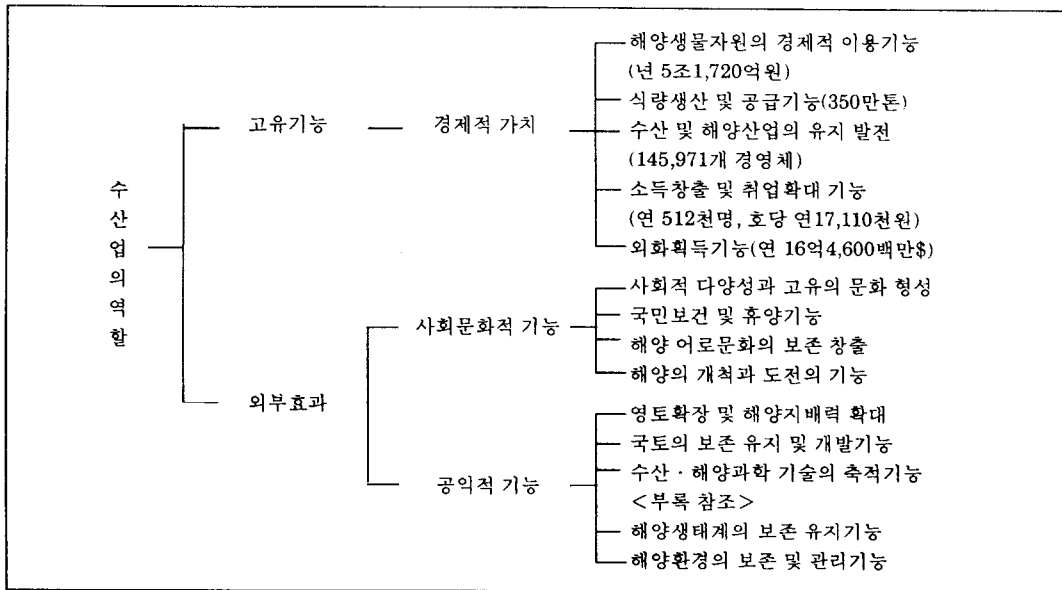 수산업의역할
고유기능
경제적 가치
해양생물자원의 경제적 이용기능
(년 5조1,720억원)
식량생산 및 공급기능(350만톤)
수산 및 해양산업의 유지 발전
(145,971개 경영체)
소득창출 및 취업확대 기능
(연 512천명, 호당 연17,110천원)
외화획득기능(연 16억4,600백만$)
외부효과
사회문화적 기능
사회적 다양성과 고유의 문화 형성
국민보건 및 휴양기능
해양 어로문화의 보존 창출
해양의 개척과 도전의 기능
공익적 기능
영토확장 및 해양지배력 확대
국토의 보존 유지 및 개발기능
수산 · 해양과학 기술의 축적기능
<부록 참조>
해양생태계의 보존 유지기능
해양환경의 보존 및 관리기능